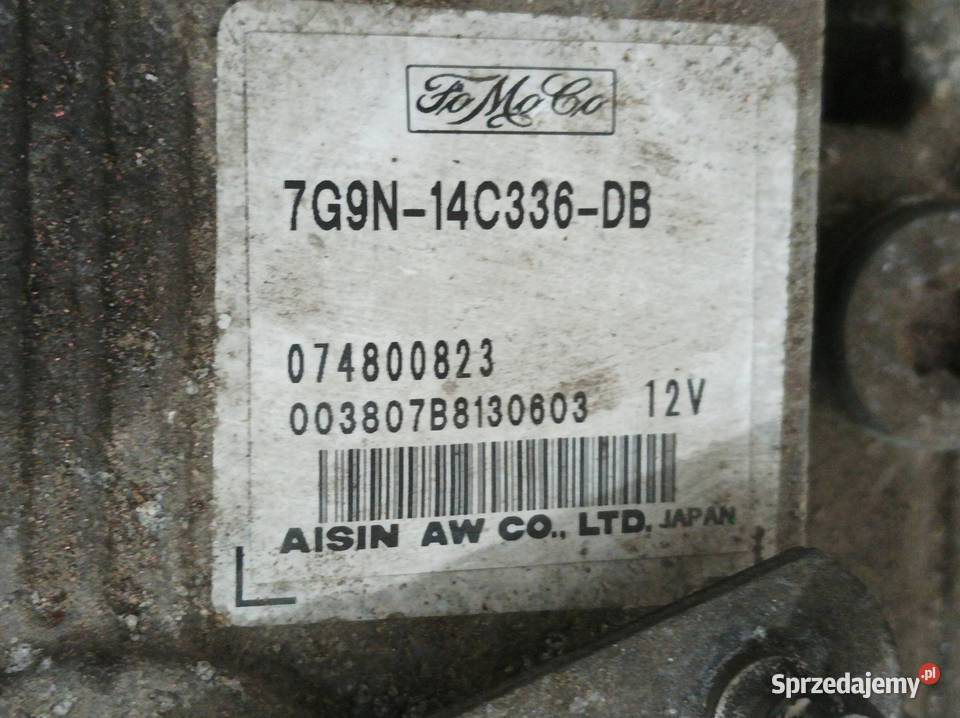 FoMoCo
7G9N-14C336-DB
074800823
003807B8130603 12V
AISIN AW CO., LTD. JAPAN
Sprzedajemy.pl